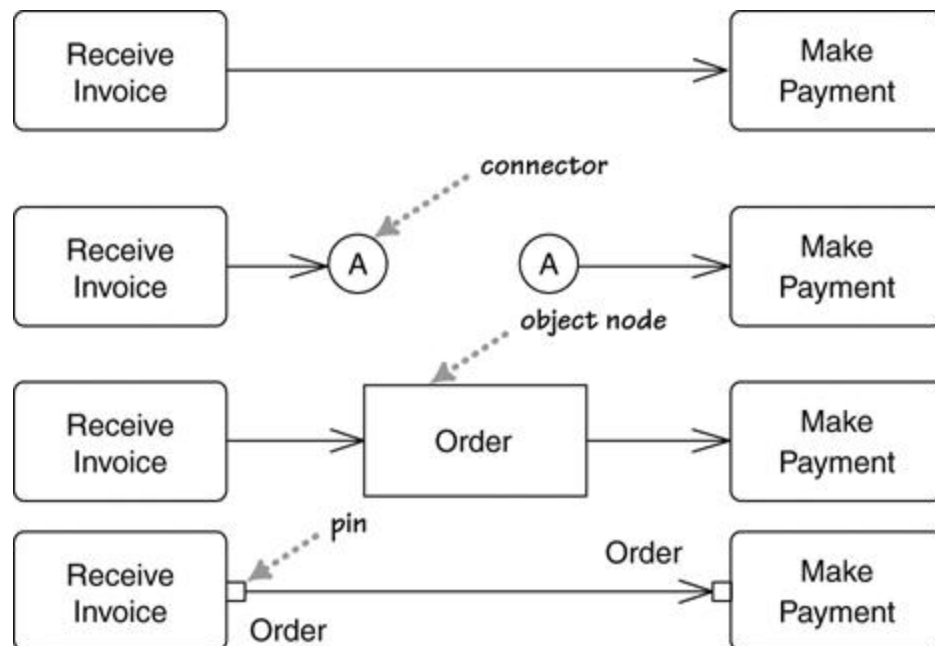 Receive
Invoice
Make
Payment
connector
Receive
Invoice
A
A
Make
Payment
object node
Receive
Invoice
Order
Make
Payment
pin
Receive
Invoice
Order
Order
Make
Payment